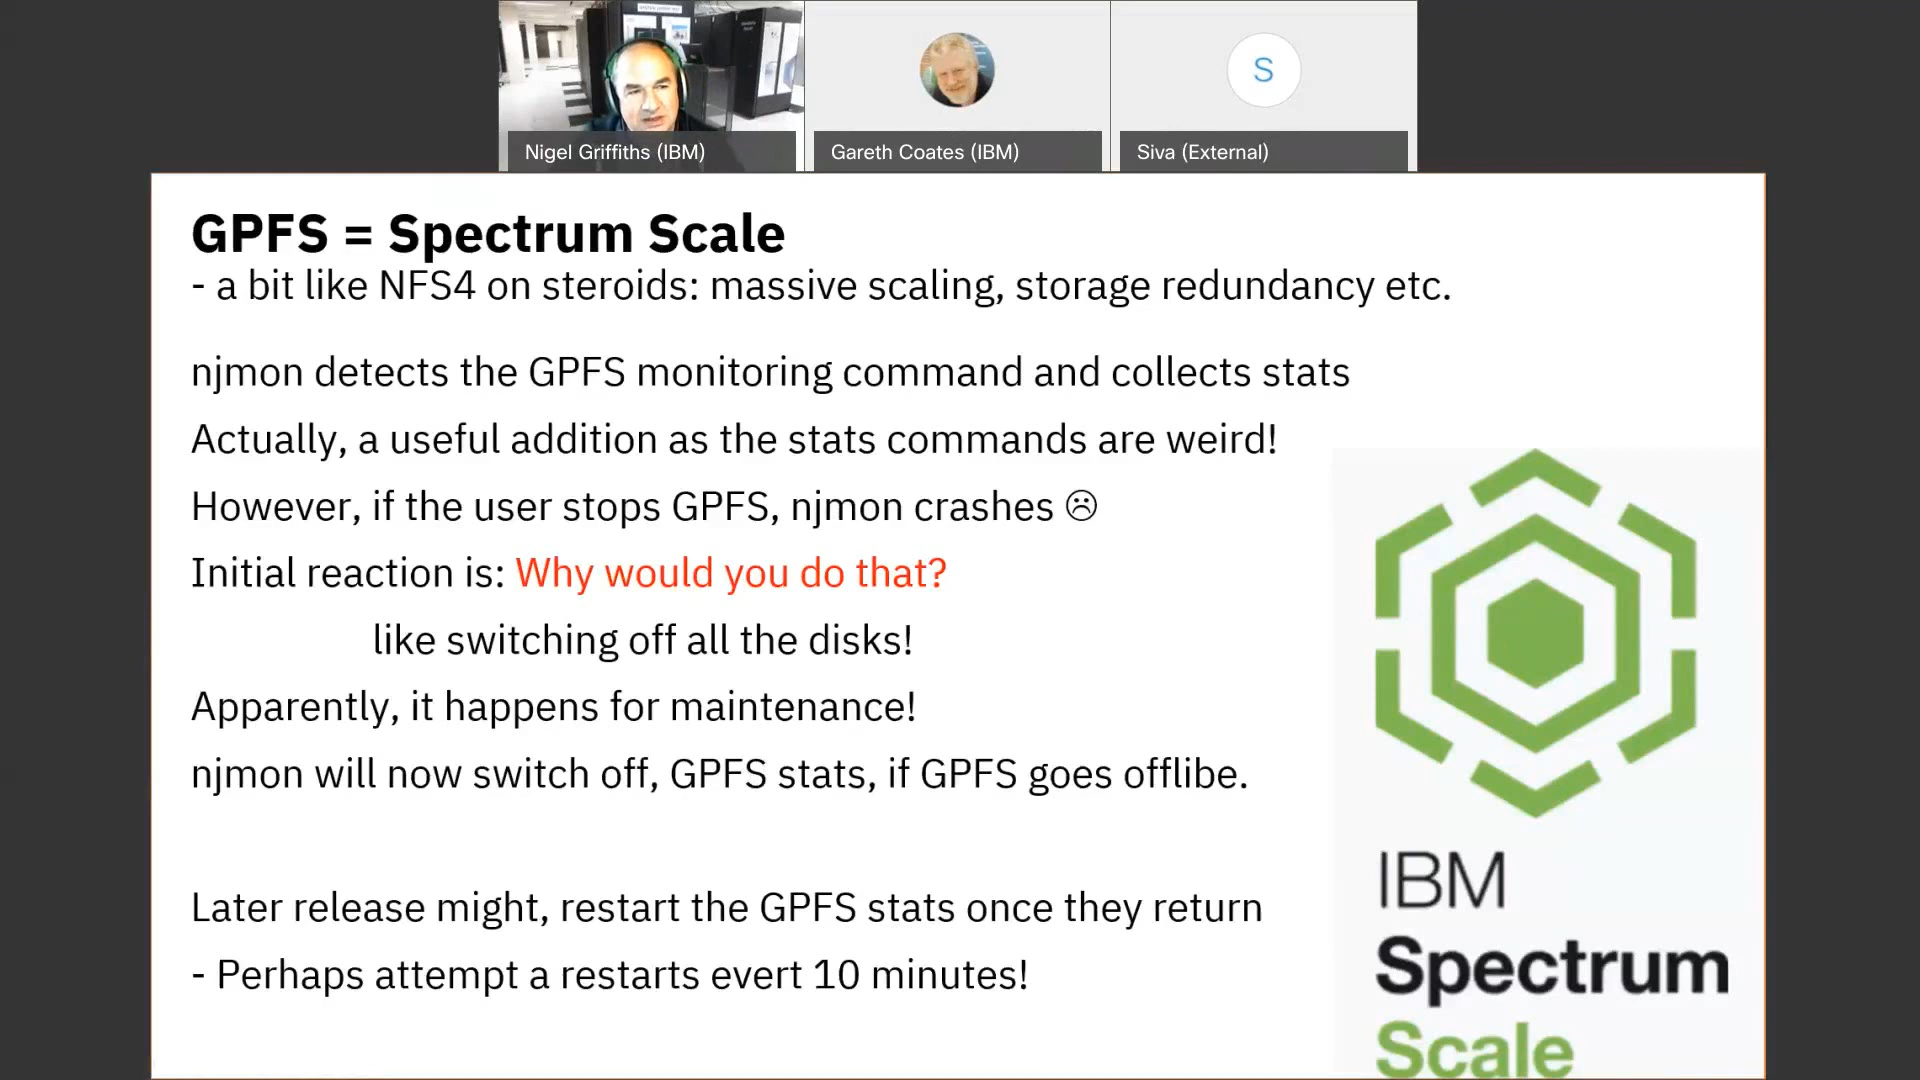 Nigel Griffiths (IBM)
Gareth Coates (IBM)
S
Siva (External)
GPFS = Spectrum Scale
- a bit like NFS4 on steroids: massive scaling, storage redundancy etc.
njmon detects the GPFS monitoring command and collects stats
Actually, a useful addition as the stats commands are weird!
However, if the user stops GPFS, njmon crashes ☹
Initial reaction is: Why would you do that?
like switching off all the disks!
Apparently, it happens for maintenance!
njmon will now switch off, GPFS stats, if GPFS goes offlibe.
Later release might, restart the GPFS stats once they return
- Perhaps attempt a restarts evert 10 minutes!
IBM
Spectrum
Scale